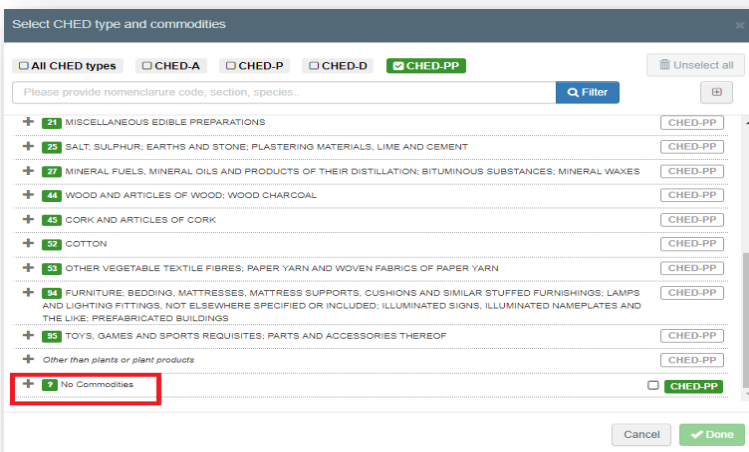 Select CHED type and commodities
All CHED types CHED-A CHED-P CHED-D CHED-PP Unselect all
Please provide nomenclarure code, section, species.. Filter
21 MISCELLANEOUS EDIBLE PREPARATIONS CHED-PP
25 SALT; SULPHUR; EARTHS AND STONE; PLASTERING MATERIALS, LIME AND CEMENT CHED-PP
27 MINERAL FUELS, MINERAL OILS AND PRODUCTS OF THEIR DISTILLATION; BITUMINOUS SUBSTANCES; MINERAL WAXES CHED-PP
44 WOOD AND ARTICLES OF WOOD; WOOD CHARCOAL CHED-PP
45 CORK AND ARTICLES OF CORK CHED-PP
52 COTTON CHED-PP
53 OTHER VEGETABLE TEXTILE FIBRES; PAPER YARN AND WOVEN FABRICS OF PAPER YARN CHED-PP
94 FURNITURE; BEDDING, MATTRESSES, MATTRESS SUPPORTS, CUSHIONS AND SIMILAR STUFFED FURNISHINGS; LAMPS CHED-PP
AND LIGHTING FITTINGS, NOT ELSEWHERE SPECIFIED OR INCLUDED; ILLUMINATED SIGNS, ILLUMINATED NAMEPLATES AND
THE LIKE; PREFABRICATED BUILDINGS
95 TOYS, GAMES AND SPORTS REQUISITES; PARTS AND ACCESSORIES THEREOF CHED-PP
Other than plants or plant products CHED-PP
? No Commodities CHED-PP
Cancel Done